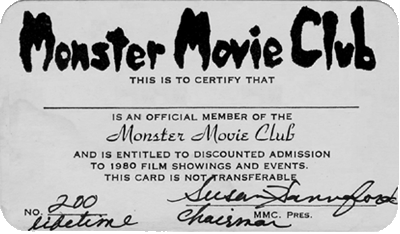 Monster Movie Club
THIS IS TO CERTIFY THAT
IS AN OFFICIAL MEMBER OF THE
Monster Movie Club
AND IS ENTITLED TO DISCOUNTED ADMISSION
TO 1980 FILM SHOWINGS AND EVENTS.
THIS CARD IS NOT TRANSFERABLE
NO. 200 Susan
lifetime Chairman MMC. PRES.